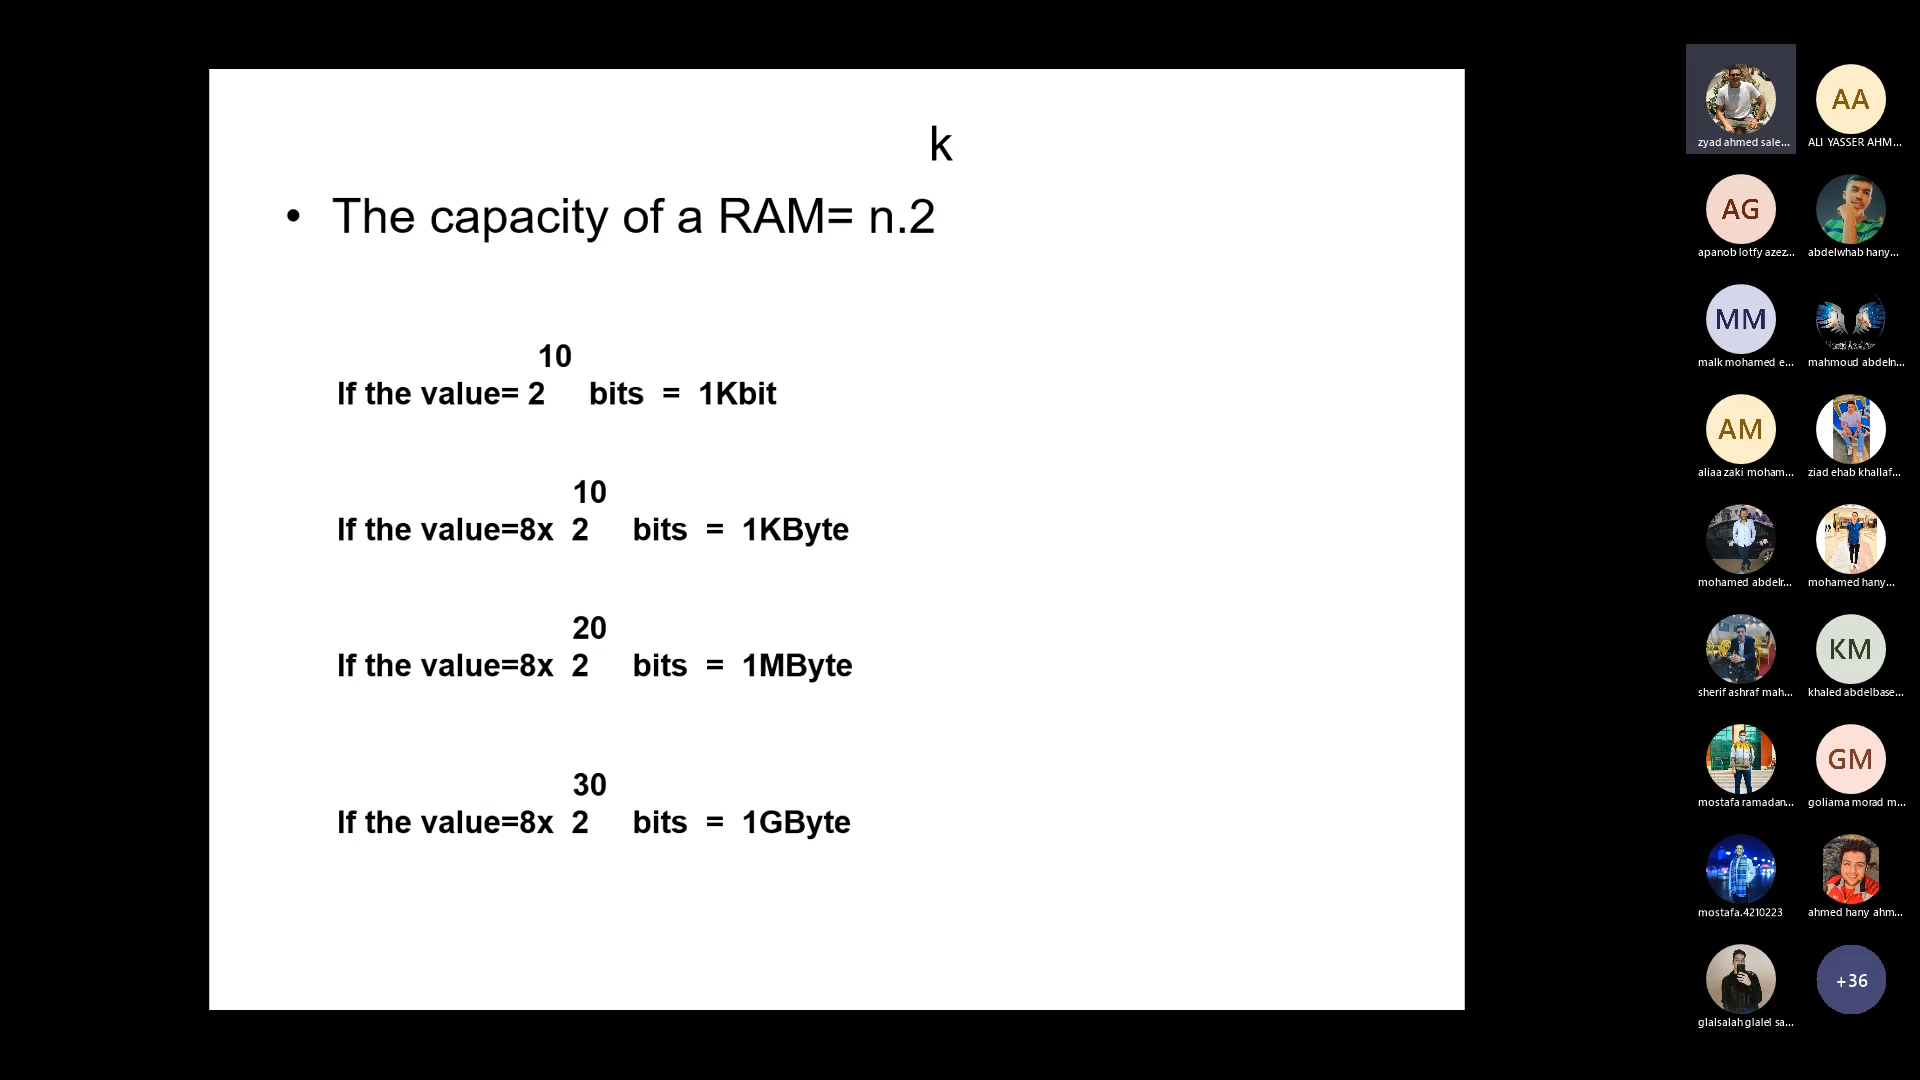 k
• The capacity of a RAM= n.2
10
If the value= 2 bits = 1Kbit
10
If the value=8x 2 bits = 1KByte
20
If the value=8x 2 bits = 1MByte
30
If the value=8x 2 bits = 1GByte
zyad ahmed sale...
AA
ALI YASSER AHM...
AG
apanob lotfy azez...
abdelwhab hany...
MM
malk mohamed e...
mahmoud abdeln...
AM
aliaa zaki moham...
ziad ehab khallaf...
mohamed abdelr...
mohamed hany...
sherif ashraf mah...
KM
khaled abdelbase...
mostafa ramadan...
GM
goliama morad m...
mostafa.4210223
ahmed hany ahm...
glalsalah glalel sa...
+36